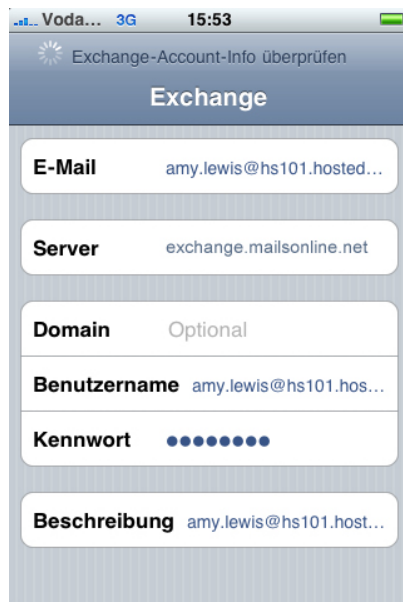 Voda... 3G 15:53
Exchange-Account-Info überprüfen
Exchange
E-Mail amy.lewis@hs101.hosted...
Server exchange.mailsonline.net
Domain Optional
Benutzername amy.lewis@hs101.hos...
Kennwort ●●●●●●●●
Beschreibung amy.lewis@hs101.host...